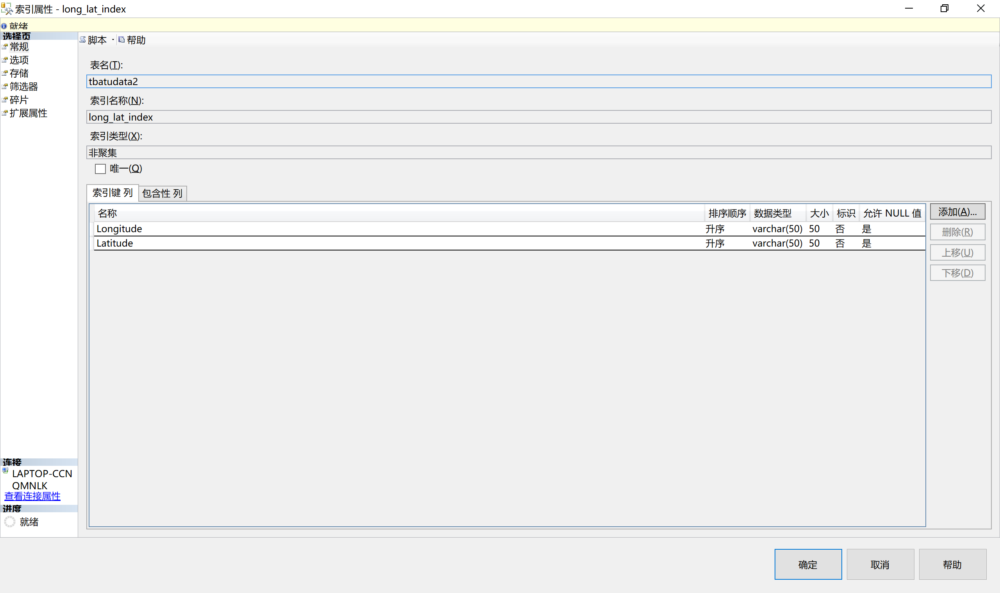 索引属性 - long_lat_index
就绪
选择页
常规
选项
存储
筛选器
碎片
扩展属性
脚本 帮助
表名(T):
tbatudata2
索引名称(N):
long_lat_index
索引类型(X):
非聚集
唯一(Q)
索引键 列 包含性 列
名称 排序顺序 数据类型 大小 标识 允许 NULL 值
Longitude 升序 varchar(50) 50 否 是
Latitude 升序 varchar(50) 50 否 是
添加(A)...
删除(R)
上移(U)
下移(D)
连接
LAPTOP-CCN
QMNLK
查看连接属性
进度
就绪
确定 取消 帮助